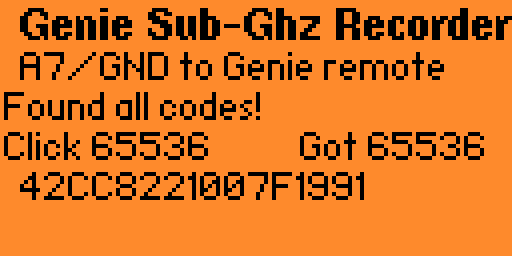 Genie Sub-Ghz Recorder
A7/GND to Genie remote
Found all codes!
Click 65536 Got 65536
42CC8221007F1991